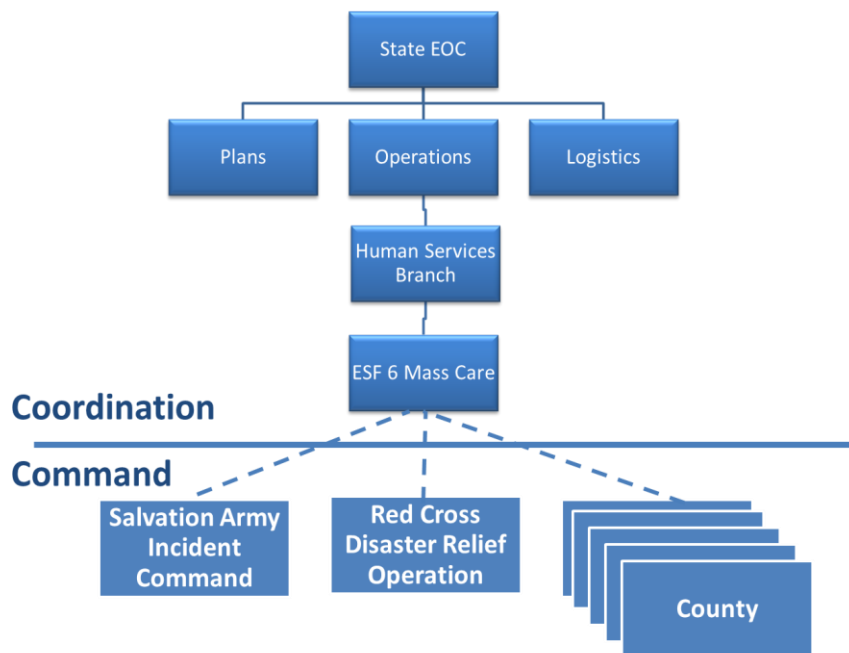 State EOC
Plans
Operations
Logistics
Human Services
Branch
ESF 6 Mass Care
Coordination
Command
Salvation Army
Incident
Command
Red Cross
Disaster Relief
Operation
County